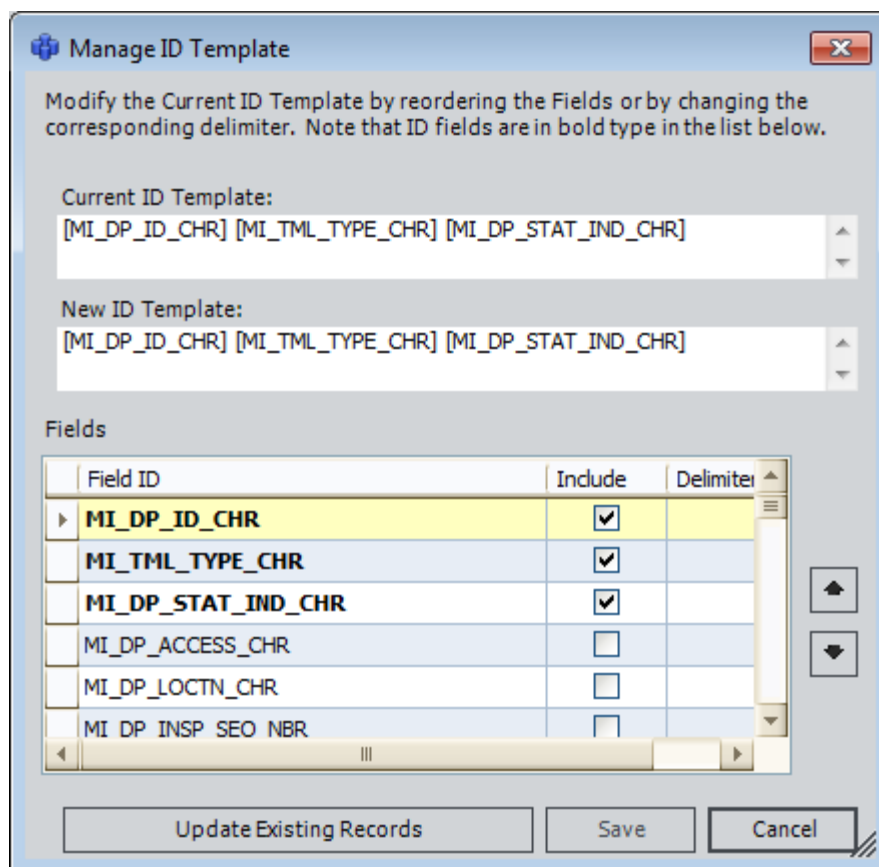 Manage ID Template
Modify the Current ID Template by reordering the Fields or by changing the
corresponding delimiter. Note that ID fields are in bold type in the list below.
Current ID Template:
[MI_DP_ID_CHR] [MI_TML_TYPE_CHR] [MI_DP_STAT_IND_CHR]
New ID Template:
[MI_DP_ID_CHR] [MI_TML_TYPE_CHR] [MI_DP_STAT_IND_CHR]
Fields
Field ID Include Delimiter
MI_DP_ID_CHR
MI_TML_TYPE_CHR
MI_DP_STAT_IND_CHR
MI_DP_ACCESS_CHR
MI_DP_LOCTN_CHR
MI_DP_INSP_SEQ_NBR
Update Existing Records Save Cancel